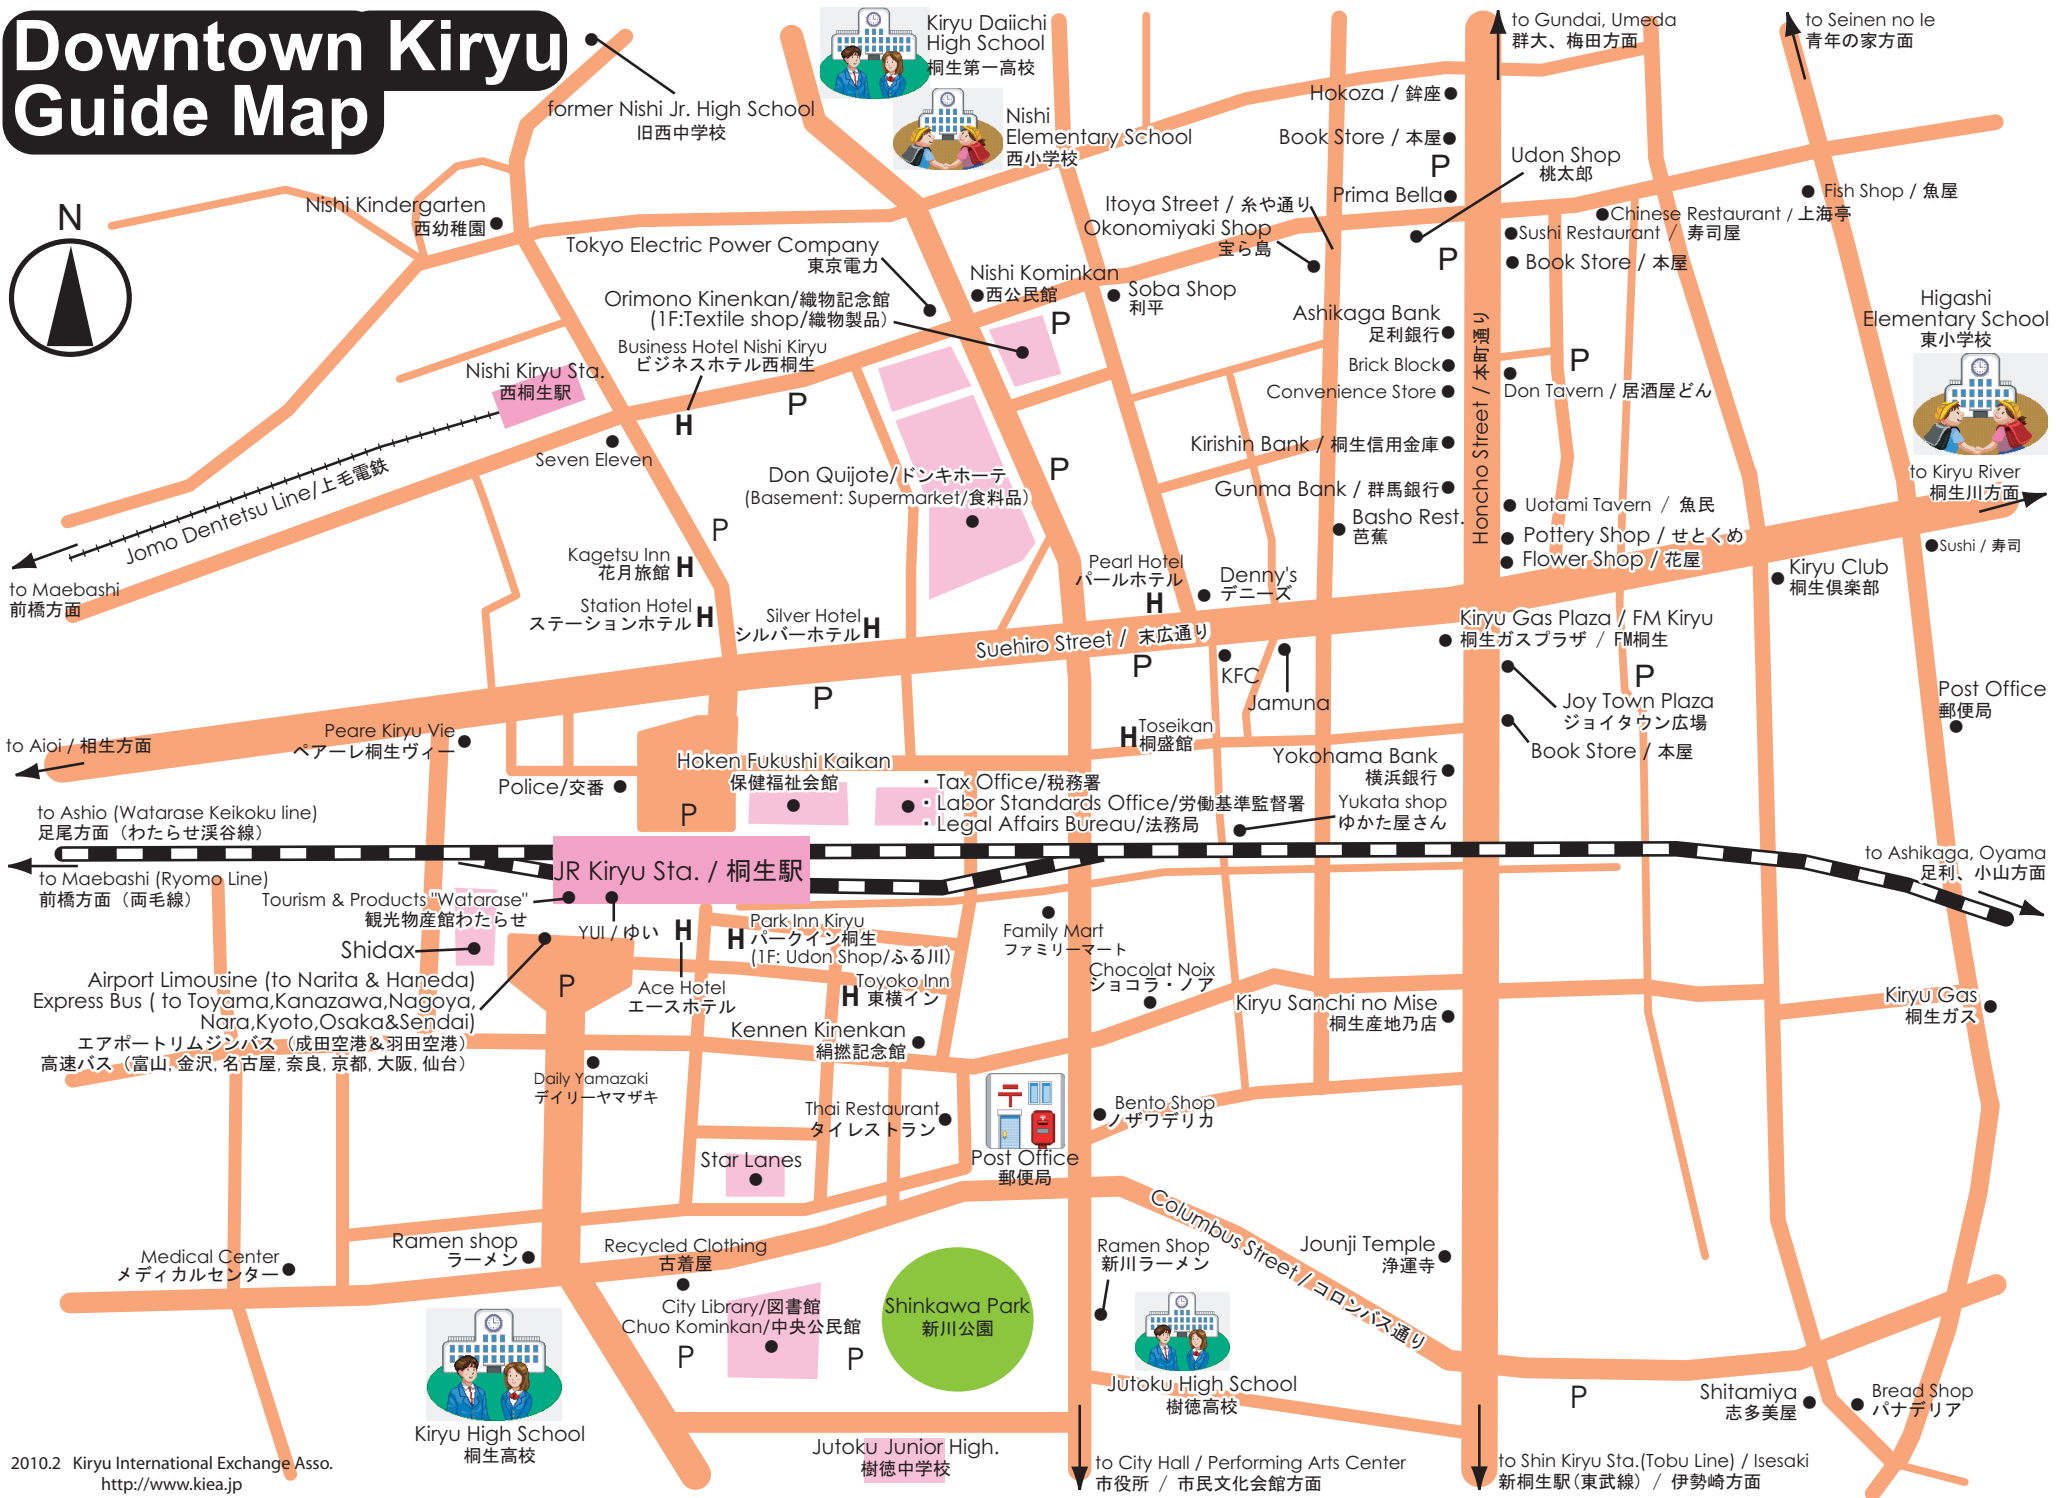 Downtown Kiryu
Guide Map
N
former Nishi Jr. High School
旧西中学校
Kiryu Daiichi
High School
桐生第一高校
Nishi
Elementary School
西小学校
to Gundai, Umeda
群大、梅田方面
to Seinen no Ie
青年の家方面
Hokoza / 鉾座
Book Store / 本屋
P
Prima Bella
Udon Shop
桃太郎
Fish Shop / 魚屋
Chinese Restaurant / 上海亭
Sushi Restaurant / 寿司屋
Book Store / 本屋
P
Nishi Kindergarten
西幼稚園
Itoya Street / 糸や通り
Okonomiyaki Shop
宝ら島
Tokyo Electric Power Company
東京電力
Nishi Kominkan
西公民館
Soba Shop
利平
Orimono Kinenkan/織物記念館
(1F:Textile shop/織物製品)
P
Business Hotel Nishi Kiryu
ビジネスホテル西桐生
H
P
Ashikaga Bank
足利銀行
Brick Block
Convenience Store
Honcho Street / 本町通り
P
Don Tavern / 居酒屋どん
Higashi
Elementary School
東小学校
Nishi Kiryu Sta.
西桐生駅
Seven Eleven
Jomo Dentetsu Line/上毛電鉄
to Maebashi
前橋方面
Don Quijote/ドンキホーテ
(Basement: Supermarket/食料品)
P
Kirishin Bank / 桐生信用金庫
Gunma Bank / 群馬銀行
Basho Rest.
芭蕉
to Kiryu River
桐生川方面
Uotami Tavern / 魚民
Pottery Shop / せとくめ
Flower Shop / 花屋
Sushi / 寿司
Kiryu Club
桐生倶楽部
P
Kagetsu Inn
花月旅館
H
Station Hotel
ステーションホテル
H
Silver Hotel
シルバーホテル
H
Pearl Hotel
パールホテル
H
Denny's
デニーズ
Suehiro Street / 末広通り
P
P
KFC
Jamuna
Kiryu Gas Plaza / FM Kiryu
桐生ガスプラザ / FM桐生
P
Joy Town Plaza
ジョイタウン広場
Book Store / 本屋
Post Office
郵便局
to Aioi / 相生方面
Peare Kiryu Vie
ペアーレ桐生ヴィー
Police/交番
P
Hoken Fukushi Kaikan
保健福祉会館
・Tax Office/税務署
・Labor Standards Office/労働基準監督署
・Legal Affairs Bureau/法務局
H
Toseikan
桐盛館
Yokohama Bank
横浜銀行
Yukata shop
ゆかた屋さん
to Ashio (Watarase Keikoku line)
足尾方面（わたらせ渓谷線）
JR Kiryu Sta. / 桐生駅
to Ashikaga, Oyama
足利、小山方面
to Maebashi (Ryomo Line)
前橋方面（両毛線）
Tourism & Products "Watarase"
観光物産館わたらせ
YUI / ゆい
Shidax
H
Ace Hotel
エースホテル
H
Park Inn Kiryu
パークイン桐生
(1F: Udon Shop/ふる川)
H
Toyoko Inn
東横イン
P
Family Mart
ファミリーマート
Chocolat Noix
ショコラ・ノア
Airport Limousine (to Narita & Haneda)
Express Bus ( to Toyama,Kanazawa,Nagoya,
Nara,Kyoto,Osaka&Sendai)
エアポートリムジンバス（成田空港&羽田空港）
高速バス（富山, 金沢, 名古屋, 奈良, 京都, 大阪, 仙台）
Kennen Kinenkan
絹撚記念館
Kiryu Sanchi no Mise
桐生産地乃店
Kiryu Gas
桐生ガス
Daily Yamazaki
デイリーヤマザキ
Thai Restaurant
タイレストラン
〒
Post Office
郵便局
Bento Shop
ノザワデリカ
Star Lanes
Columbus Street / コロンバス通り
Medical Center
メディカルセンター
Ramen shop
ラーメン
Recycled Clothing
古着屋
City Library/図書館
Chuo Kominkan/中央公民館
P
P
Shinkawa Park
新川公園
Ramen Shop
新川ラーメン
Jounji Temple
浄運寺
Kiryu High School
桐生高校
Jutoku High School
樹徳高校
P
Shitamiya
志多美屋
Bread Shop
パナデリア
Jutoku Junior High.
樹徳中学校
to City Hall / Performing Arts Center
市役所 / 市民文化会館方面
to Shin Kiryu Sta.(Tobu Line) / Isesaki
新桐生駅（東武線） / 伊勢崎方面
2010.2 Kiryu International Exchange Asso.
http://www.kiea.jp